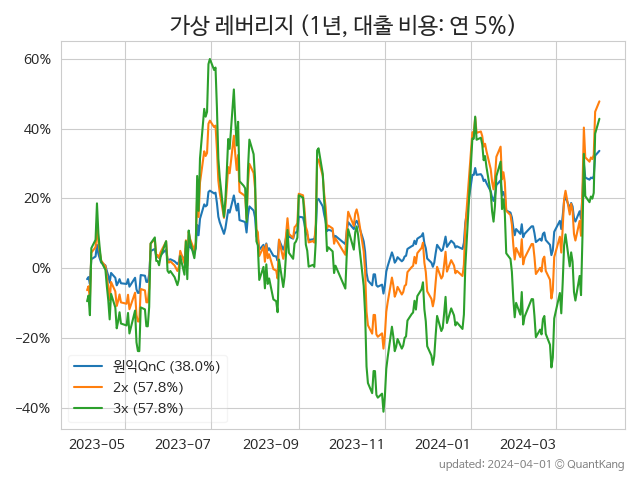 가상 레버리지 (1년, 대출 비용: 연 5%)
60%
40%
20%
0%
−20%
−40%
원익QnC (38.0%)
2x (57.8%)
3x (57.8%)
2023-05 2023-07 2023-09 2023-11 2024-01 2024-03
updated: 2024-04-01 © QuantKang